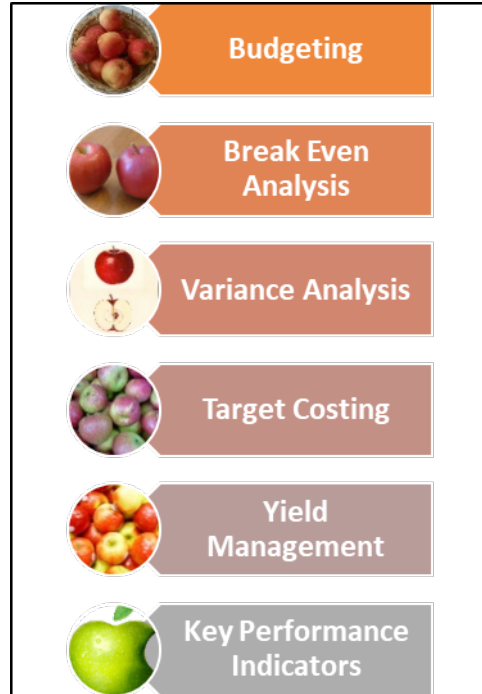 Budgeting
Break Even
Analysis
Variance Analysis
Target Costing
Yield
Management
Key Performance
Indicators